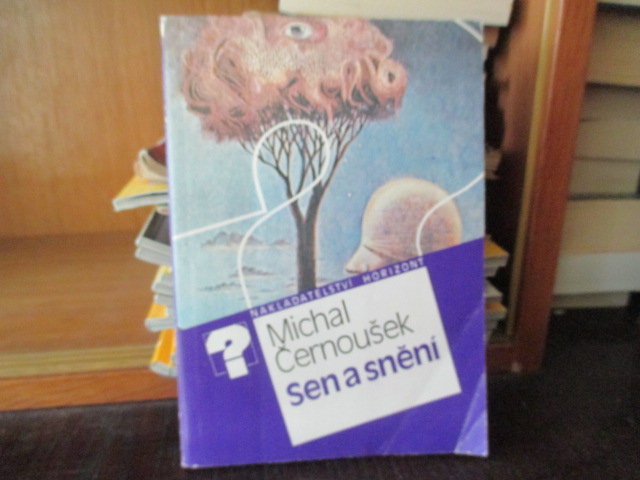 NAKLADATELSTVÍ HORIZONT
?
Michal
Černoušek
Sen a snění